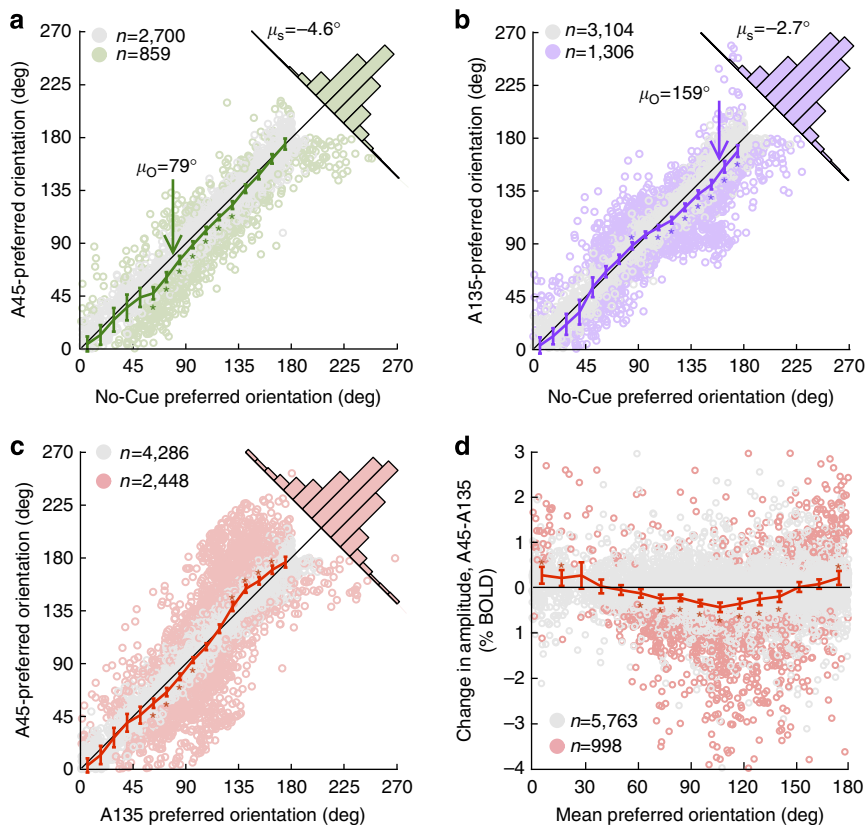 a
n=2,700
n=859
μs=–4.6°
μO=79°
270
225
180
135
90
45
0
A45-preferred orientation (deg)
0 45 90 135 180 225 270
No-Cue preferred orientation (deg)
b
n=3,104
n=1,306
μs=–2.7°
μO=159°
270
225
180
135
90
45
0
A135-preferred orientation (deg)
0 45 90 135 180 225 270
No-Cue preferred orientation (deg)
c
n=4,286
n=2,448
270
225
180
135
90
45
0
A45-preferred orientation (deg)
0 45 90 135 180 225 270
A135 preferred orientation (deg)
d
3
2
1
0
–1
–2
–3
–4
Change in amplitude, A45-A135
(% BOLD)
n=5,763
n=998
0 30 60 90 120 150 180
Mean preferred orientation (deg)